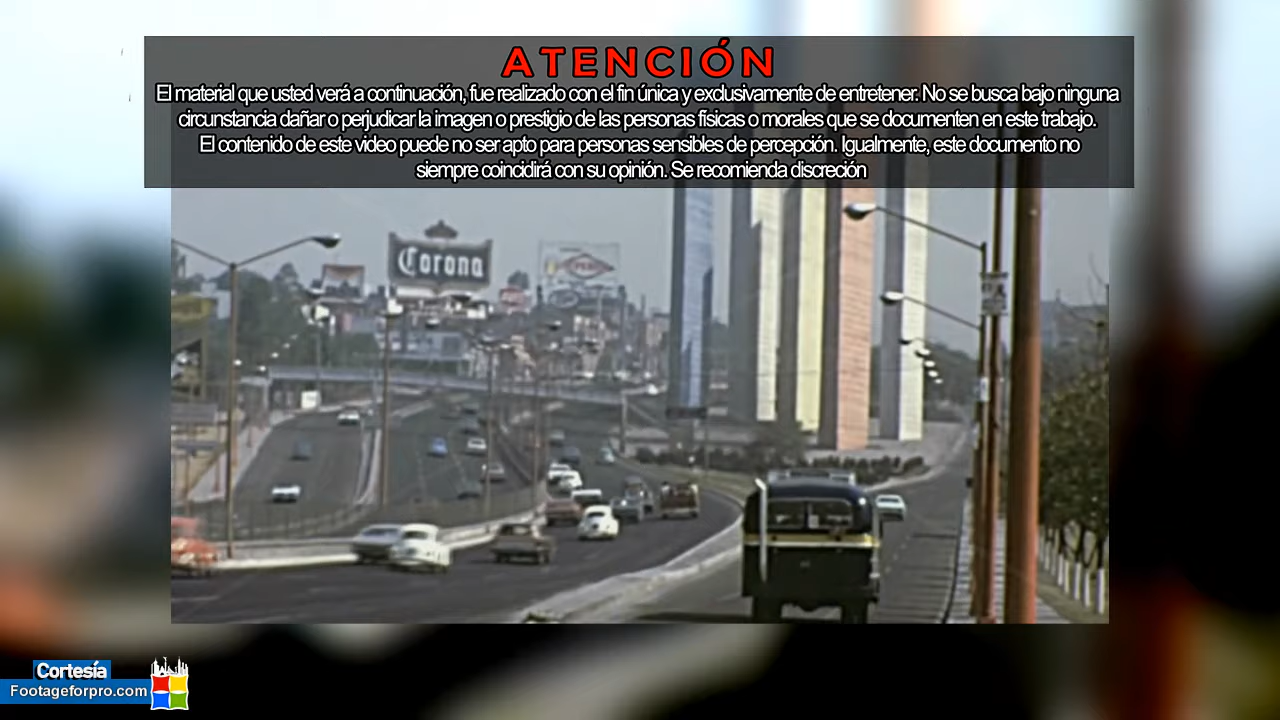 ATENCIÓN
El material que usted verá a continuación, fue realizado con el fin única y exclusivamente de entretener. No se busca bajo ninguna
circunstancia dañar o perjudicar la imagen o prestigio de las personas físicas o morales que se documenten en este trabajo.
El contenido de este video puede no ser apto para personas sensibles de percepción. Igualmente, este documento no
siempre coincidirá con su opinión. Se recomienda discreción
Corona
Cortesía
Footageforpro.com